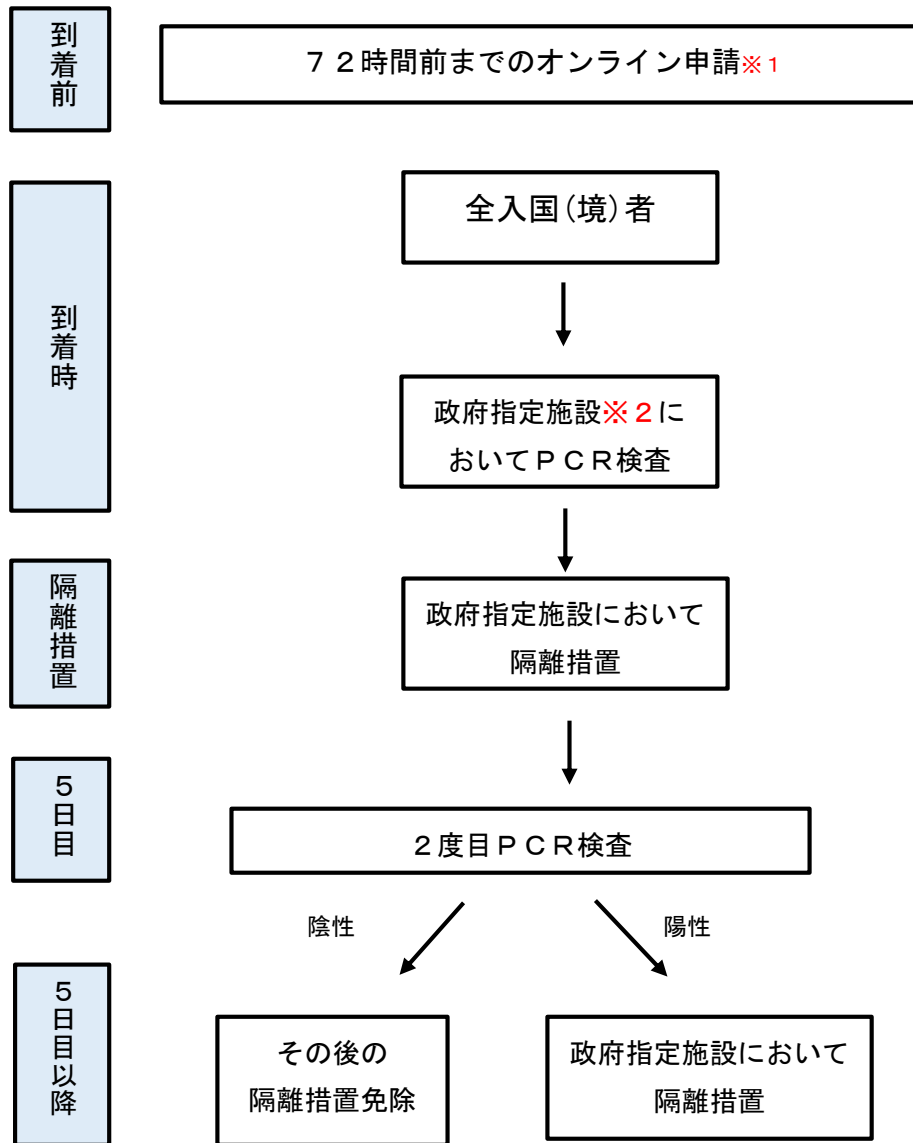 到着前
７２時間前までのオンライン申請※１
到着時
全入国（境）者
政府指定施設※２に
おいてＰＣＲ検査
隔離措置
政府指定施設において
隔離措置
５日目
２度目ＰＣＲ検査
陰性
陽性
５日目以降
その後の
隔離措置免除
政府指定施設において
隔離措置